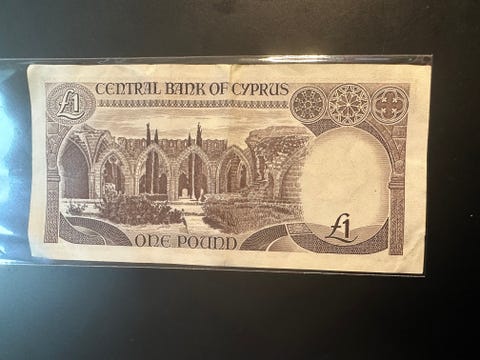 £1
CENTRAL BANK OF CYPRUS
ONE POUND
£1